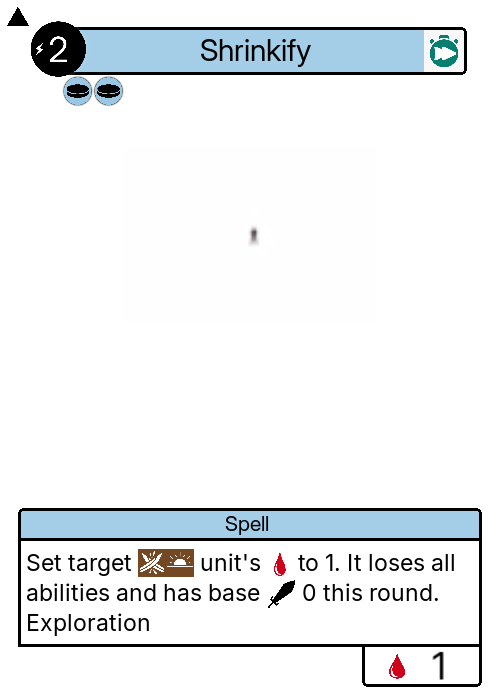 2
Shrinkify
Spell
Set target unit's to 1. It loses all
abilities and has base 0 this round.
Exploration
1